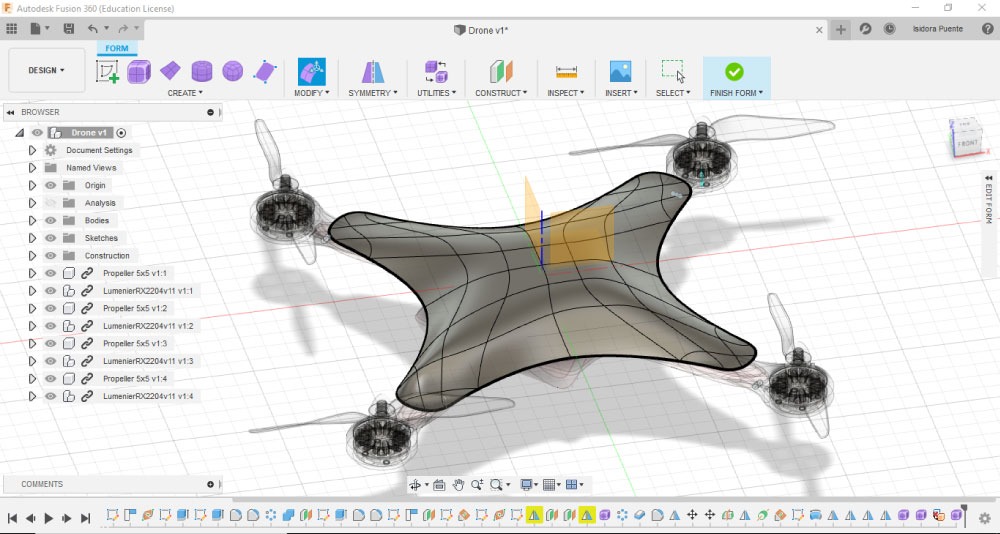 Autodesk Fusion 360 (Education License)
Drone v1*
Isidora Puente
FORM
DESIGN
CREATE
MODIFY
SYMMETRY
UTILITIES
CONSTRUCT
INSPECT
INSERT
SELECT
FINISH FORM
BROWSER
Drone v1
Document Settings
Named Views
Origin
Analysis
Bodies
Sketches
Construction
Propeller 5x5 v1:1
LumenierRX2204v11 v1:1
Propeller 5x5 v1:2
LumenierRX2204v11 v1:2
Propeller 5x5 v1:3
LumenierRX2204v11 v1:3
Propeller 5x5 v1:4
LumenierRX2204v11 v1:4
FRONT
EDIT FORM
COMMENTS